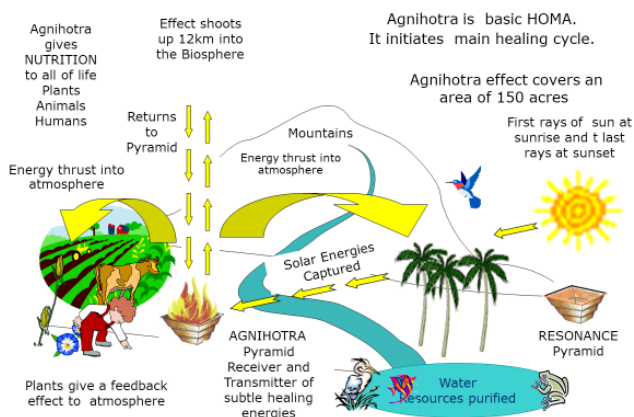 Agnihotra
gives
NUTRITION
to all of life
Plants
Animals
Humans
Effect shoots
up 12km into
the Biosphere
Agnihotra is basic HOMA.
It initiates main healing cycle.
Agnihotra effect covers an
area of 150 acres
First rays of sun at
sunrise and t last
rays at sunset
Returns
to
Pyramid
Mountains
Energy thrust into
atmosphere
Energy thrust into
atmosphere
Solar Energies
Captured
AGNIHOTRA
Pyramid
Receiver and
Transmitter of
subtle healing
energies
RESONANCE
Pyramid
Water
Resources purified
Plants give a feedback
effect to atmosphere